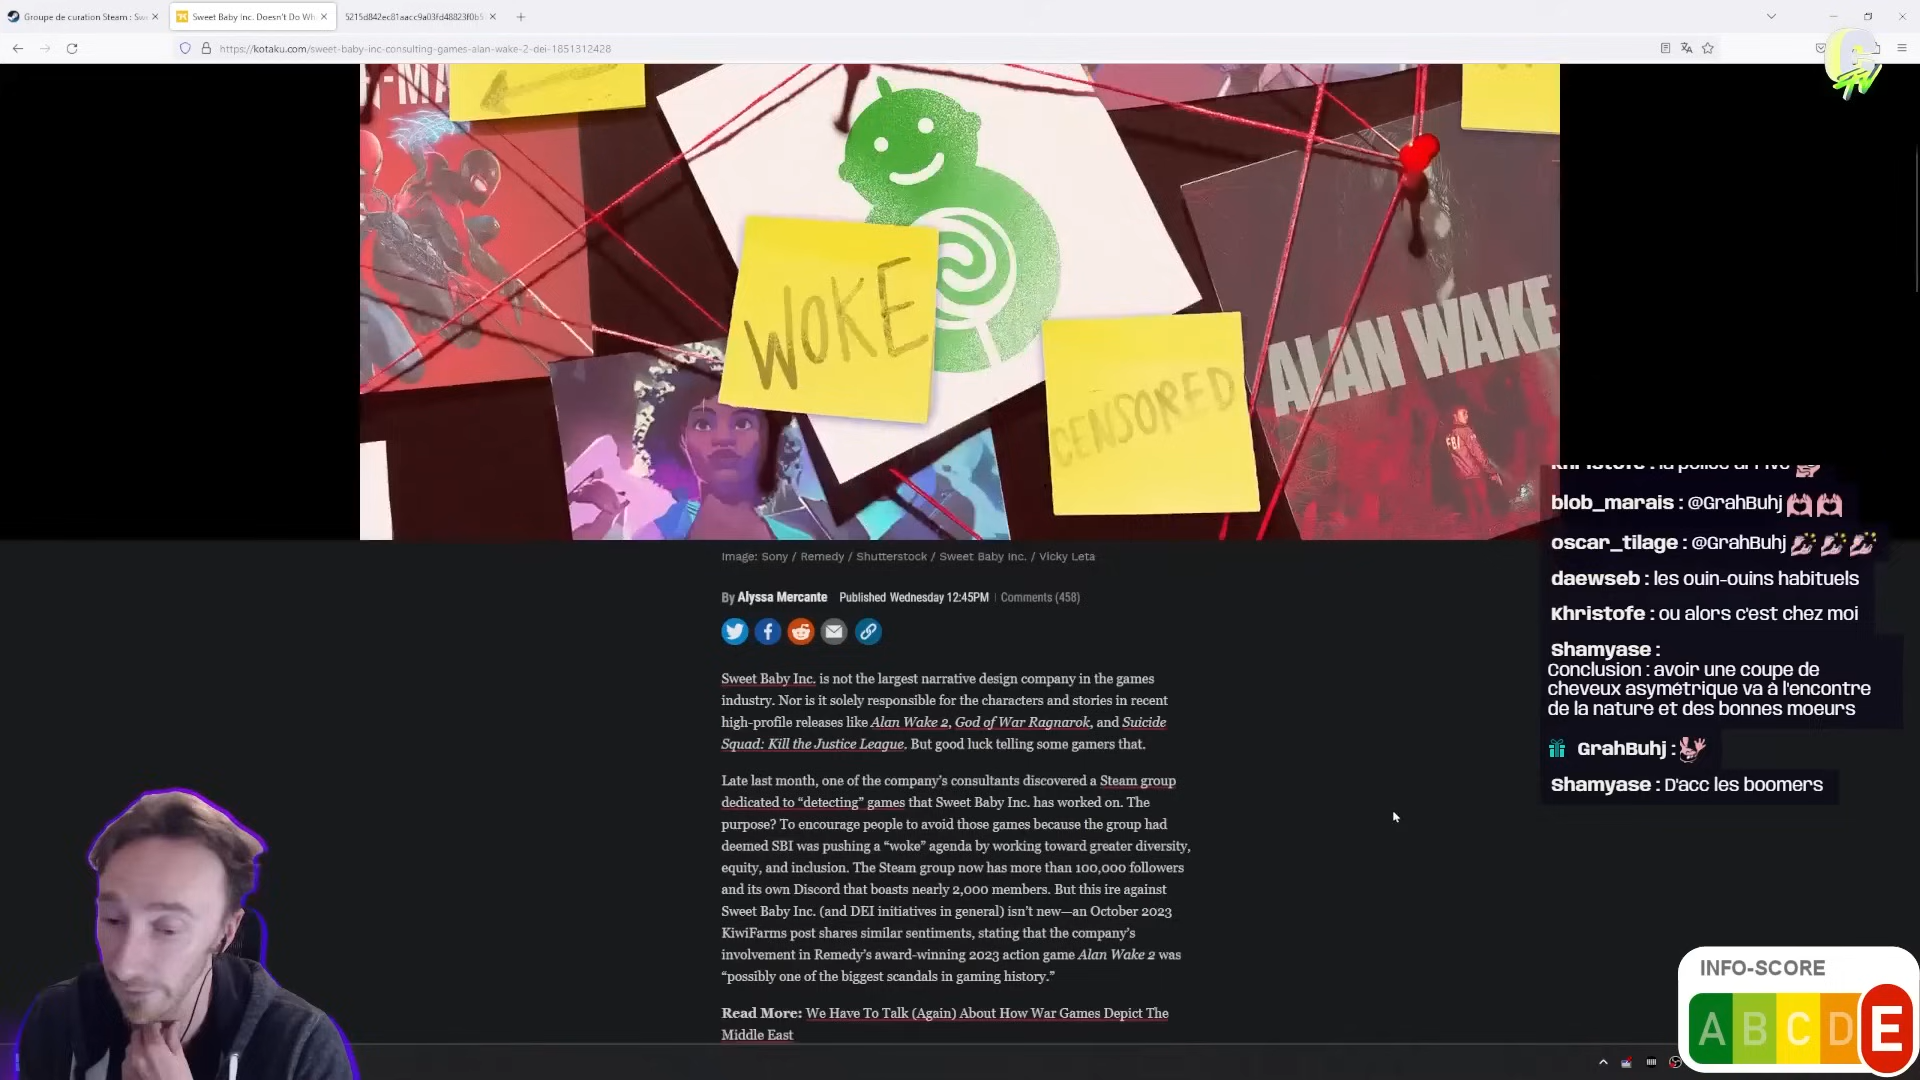 Groupe de curation Steam : Sw
Sweet Baby Inc. Doesn't Do Wh
5215d842ec81aacc9a03fd48823f0b5
https://kotaku.com/sweet-baby-inc-consulting-games-alan-wake-2-dei-1851312428
TV
WOKE
CENSORED
ALAN WAKE
FBI
Image: Sony / Remedy / Shutterstock / Sweet Baby Inc. / Vicky Leta
By Alyssa Mercante Published Wednesday 12:45PM Comments (458)
Sweet Baby Inc. is not the largest narrative design company in the games
industry. Nor is it solely responsible for the characters and stories in recent
high-profile releases like Alan Wake 2, God of War Ragnarok, and Suicide
Squad: Kill the Justice League. But good luck telling some gamers that.
Late last month, one of the company's consultants discovered a Steam group
dedicated to “detecting” games that Sweet Baby Inc. has worked on. The
purpose? To encourage people to avoid those games because the group had
deemed SBI was pushing a “woke” agenda by working toward greater diversity,
equity, and inclusion. The Steam group now has more than 100,000 followers
and its own Discord that boasts nearly 2,000 members. But this ire against
Sweet Baby Inc. (and DEI initiatives in general) isn't new—an October 2023
KiwiFarms post shares similar sentiments, stating that the company's
involvement in Remedy's award-winning 2023 action game Alan Wake 2 was
“possibly one of the biggest scandals in gaming history.”
Read More: We Have To Talk (Again) About How War Games Depict The
Middle East
Khristofe : la police arrive
blob_marais : @GrahBuhj
oscar_tilage : @GrahBuhj
daewseb : les ouin-ouins habituels
Khristofe : ou alors c'est chez moi
Shamyase :
Conclusion : avoir une coupe de
cheveux asymétrique va à l'encontre
de la nature et des bonnes moeurs
GrahBuhj :
Shamyase : D'acc les boomers
INFO-SCORE
A B C D E